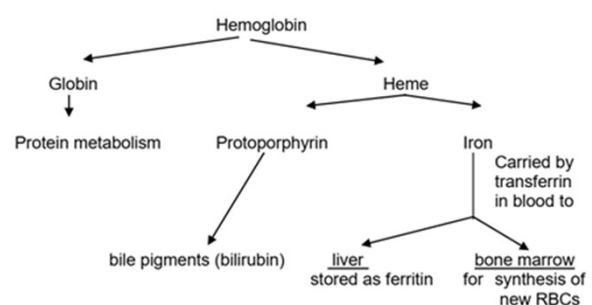 Hemoglobin
Globin
Heme
Protein metabolism
Protoporphyrin
Iron
Carried by
transferrin
in blood to
bile pigments (bilirubin)
liver
stored as ferritin
bone marrow
for synthesis of
new RBCs